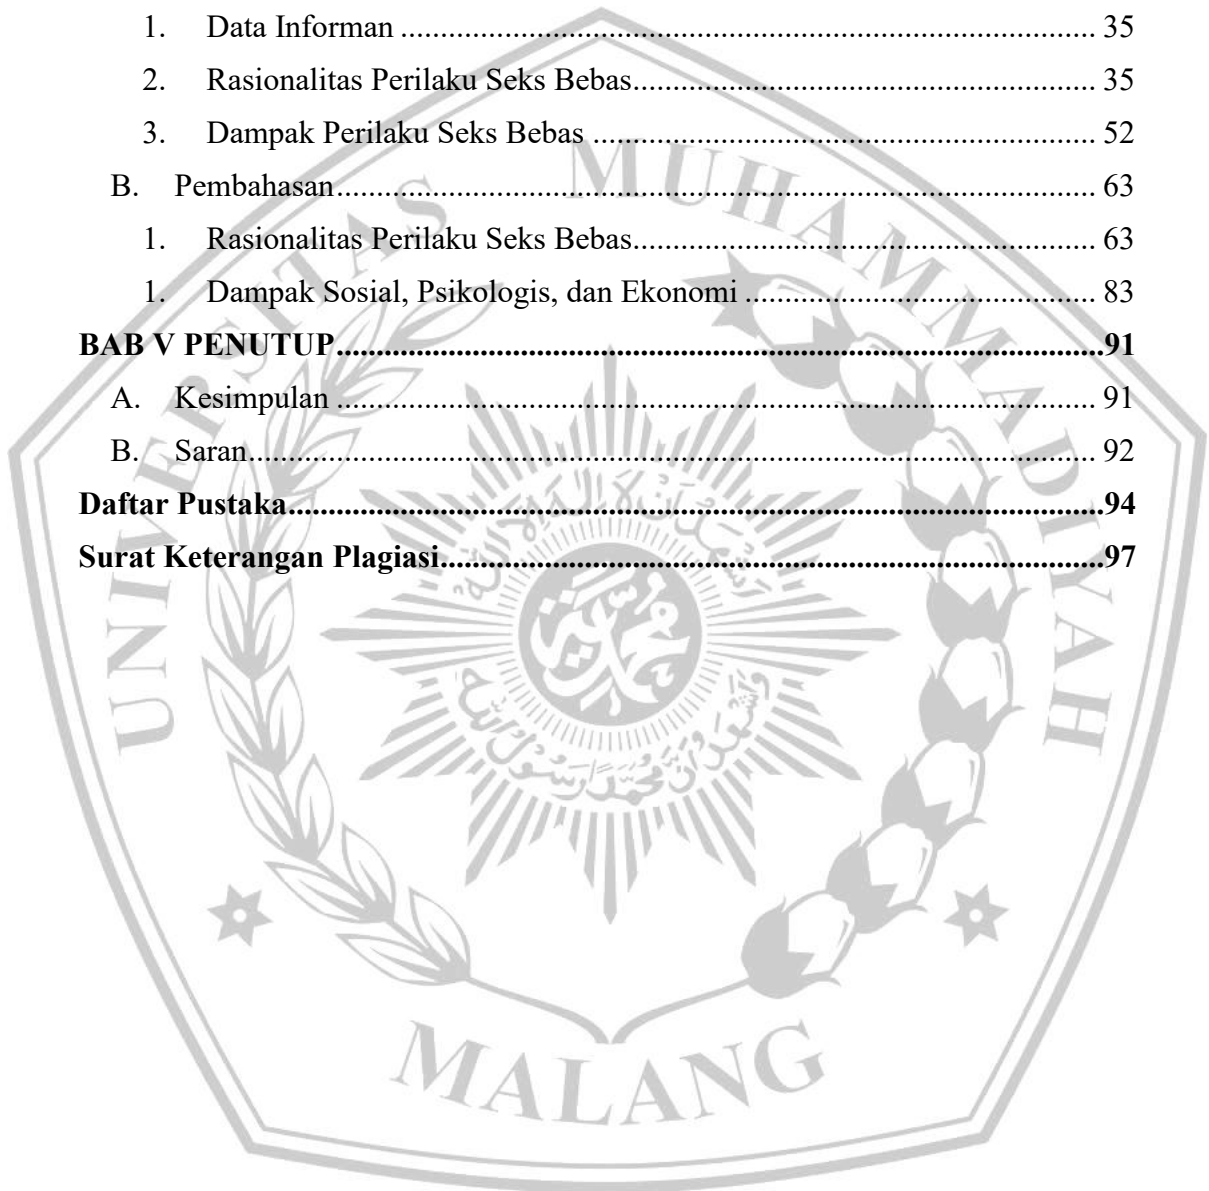 1. Data Informan ........................................................................................ 35
2. Rasionalitas Perilaku Seks Bebas.......................................................... 35
3. Dampak Perilaku Seks Bebas ............................................................... 52
B. Pembahasan ................................................................................................ 63
1. Rasionalitas Perilaku Seks Bebas.......................................................... 63
1. Dampak Sosial, Psikologis, dan Ekonomi ............................................ 83
BAB V PENUTUP.................................................................................................91
A. Kesimpulan ................................................................................................ 91
B. Saran........................................................................................................... 92
Daftar Pustaka.......................................................................................................94
Surat Keterangan Plagiasi....................................................................................97
UNIVERSITAS MUHAMMADIYAH
MALANG